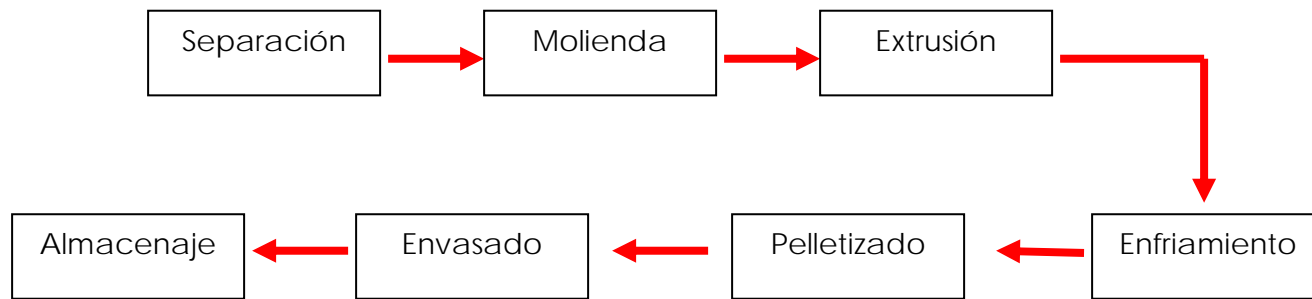 Separación
Molienda
Extrusión
Enfriamiento
Pelletizado
Envasado
Almacenaje